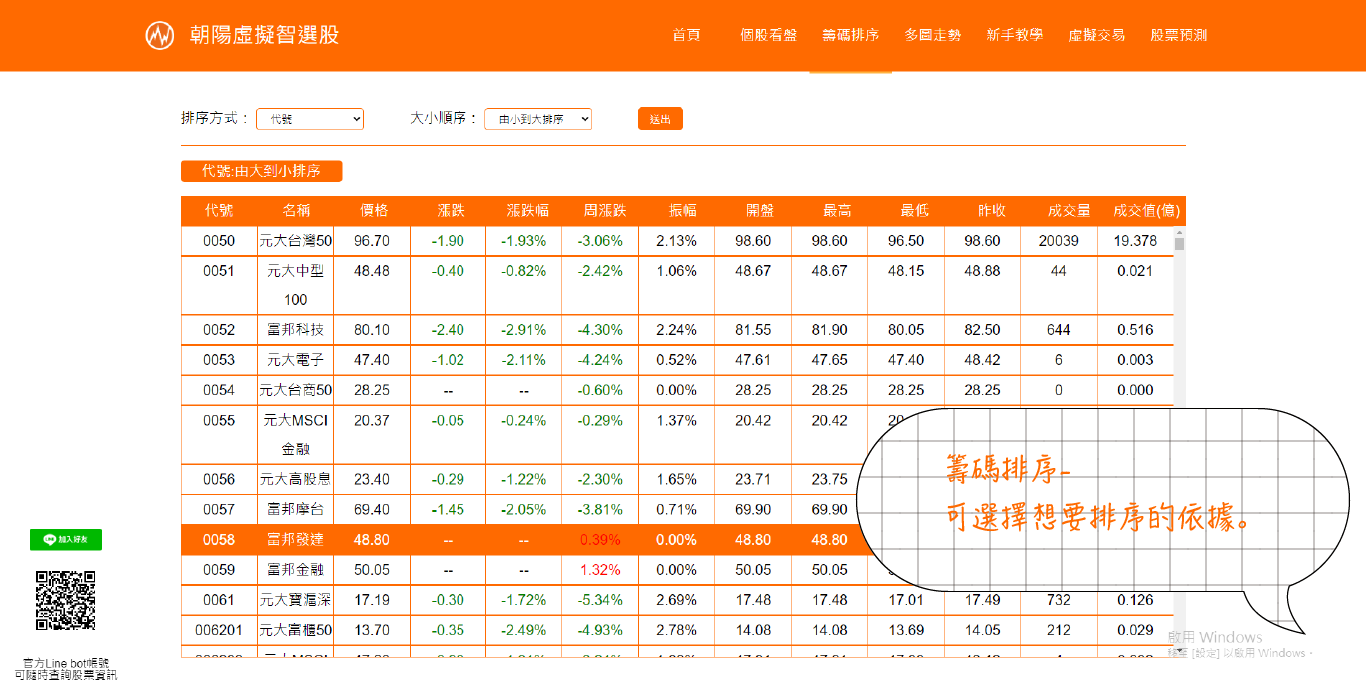 朝陽虛擬智選股
首頁 個股看盤 籌碼排序 多圖走勢 新手教學 虛擬交易 股票預測
排序方式： 代號 大小順序： 由小到大排序 送出
代號:由大到小排序
代號 名稱 價格 漲跌 漲跌幅 周漲跌 振幅 開盤 最高 最低 昨收 成交量 成交值(億)
0050 元大台灣50 96.70 -1.90 -1.93% -3.06% 2.13% 98.60 98.60 96.50 98.60 20039 19.378
0051 元大中型 48.48 -0.40 -0.82% -2.42% 1.06% 48.67 48.67 48.15 48.88 44 0.021
100
0052 富邦科技 80.10 -2.40 -2.91% -4.30% 2.24% 81.55 81.90 80.05 82.50 644 0.516
0053 元大電子 47.40 -1.02 -2.11% -4.24% 0.52% 47.61 47.65 47.40 48.42 6 0.003
0054 元大台商50 28.25 -- -- -0.60% 0.00% 28.25 28.25 28.25 28.25 0 0.000
0055 元大MSCI 20.37 -0.05 -0.24% -0.29% 1.37% 20.42 20.42
金融
0056 元大高股息 23.40 -0.29 -1.22% -2.30% 1.65% 23.71 23.75
0057 富邦摩台 69.40 -1.45 -2.05% -3.81% 0.71% 69.90 69.90
0058 富邦發達 48.80 -- -- 0.39% 0.00% 48.80 48.80
0059 富邦金融 50.05 -- -- 1.32% 0.00% 50.05 50.05
0061 元大寶滬深 17.19 -0.30 -1.72% -5.34% 2.69% 17.48 17.48 17.01 17.49 732 0.126
006201 元大富櫃50 13.70 -0.35 -2.49% -4.93% 2.78% 14.08 14.08 13.69 14.05 212 0.029
籌碼排序-
可選擇想要排序的依據。
加入好友
官方Line bot帳號
可隨時查詢股票資訊
啟用 Windows
移至 [設定] 以啟用 Windows。